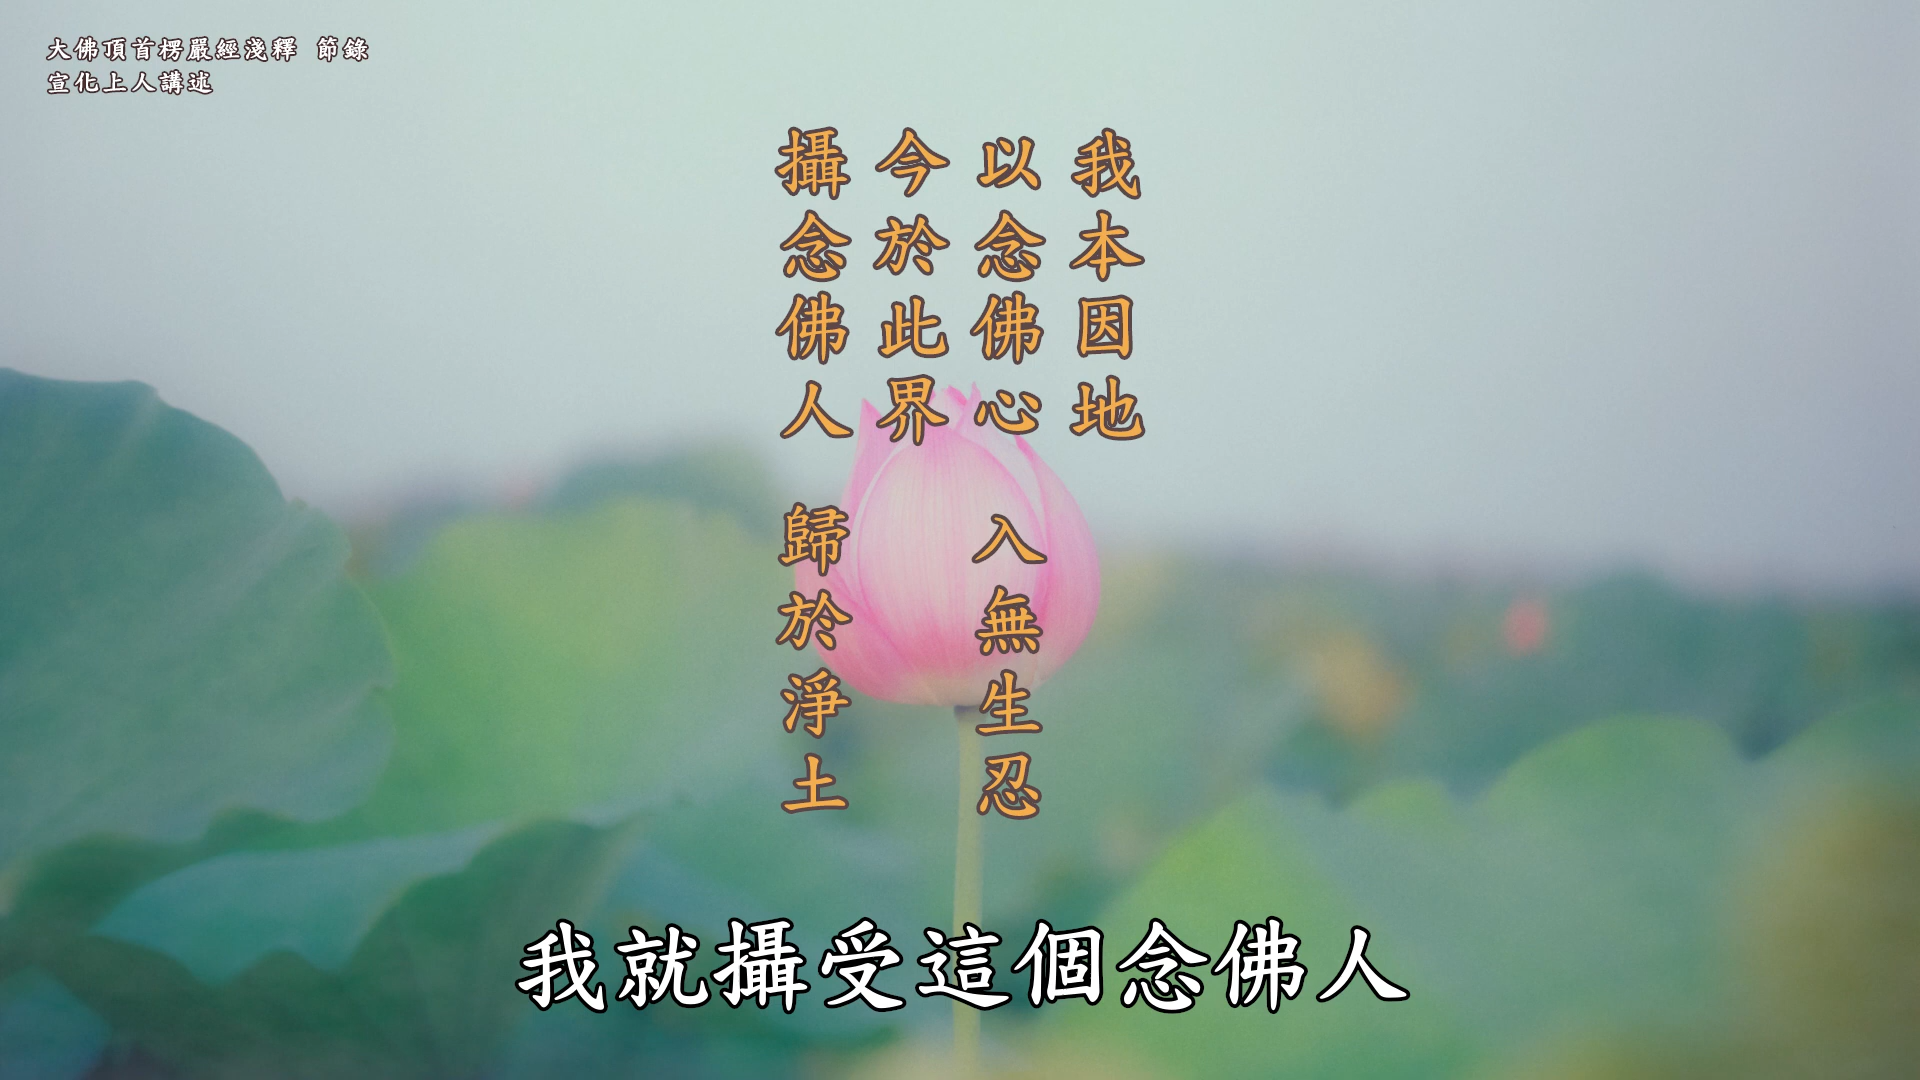 大佛頂首楞嚴經淺釋 節錄
宣化上人講述
我本因地
以念佛心 入無生忍
今於此界
攝念佛人 歸於淨土
我就攝受這個念佛人